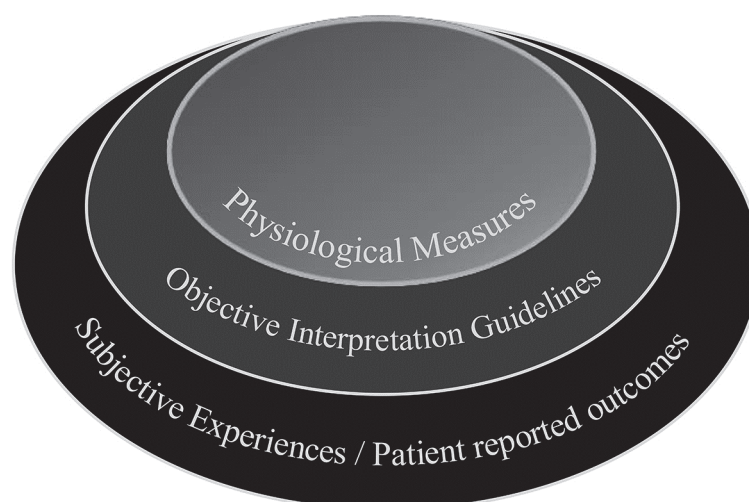 Physiological Measures
Objective Interpretation Guidelines
Subjective Experiences / Patient reported outcomes